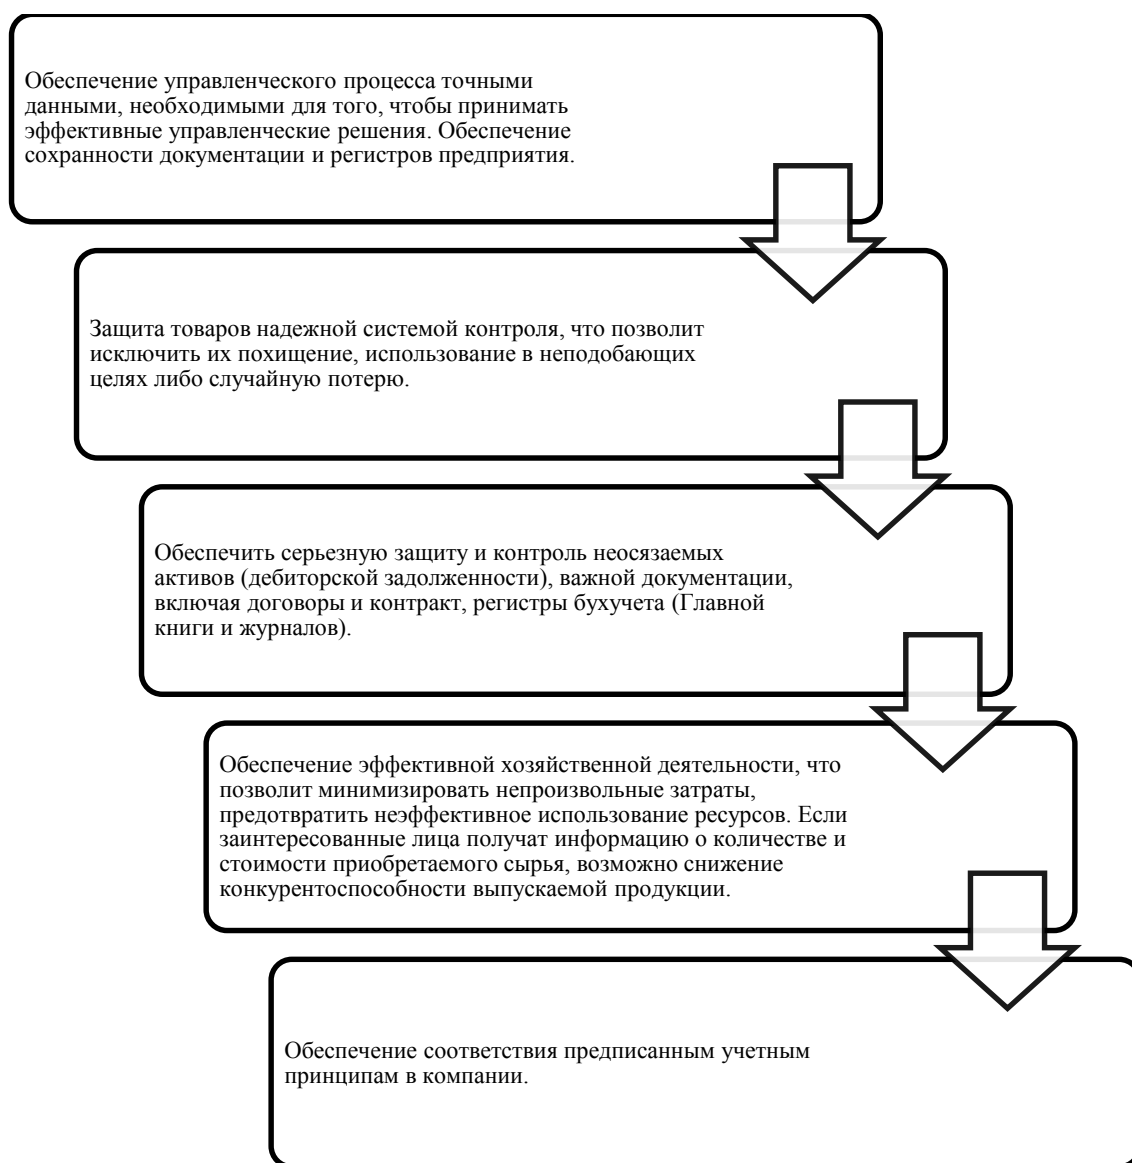 Обеспечение управленческого процесса точными
данными, необходимыми для того, чтобы принимать
эффективные управленческие решения. Обеспечение
сохранности документации и регистров предприятия.
Защита товаров надежной системой контроля, что позволит
исключить их похищение, использование в неподобающих
целях либо случайную потерю.
Обеспечить серьезную защиту и контроль неосязаемых
активов (дебиторской задолженности), важной документации,
включая договоры и контракт, регистры бухучета (Главной
книги и журналов).
Обеспечение эффективной хозяйственной деятельности, что
позволит минимизировать непроизвольные затраты,
предотвратить неэффективное использование ресурсов. Если
заинтересованные лица получат информацию о количестве и
стоимости приобретаемого сырья, возможно снижение
конкурентоспособности выпускаемой продукции.
Обеспечение соответствия предписанным учетным
принципам в компании.